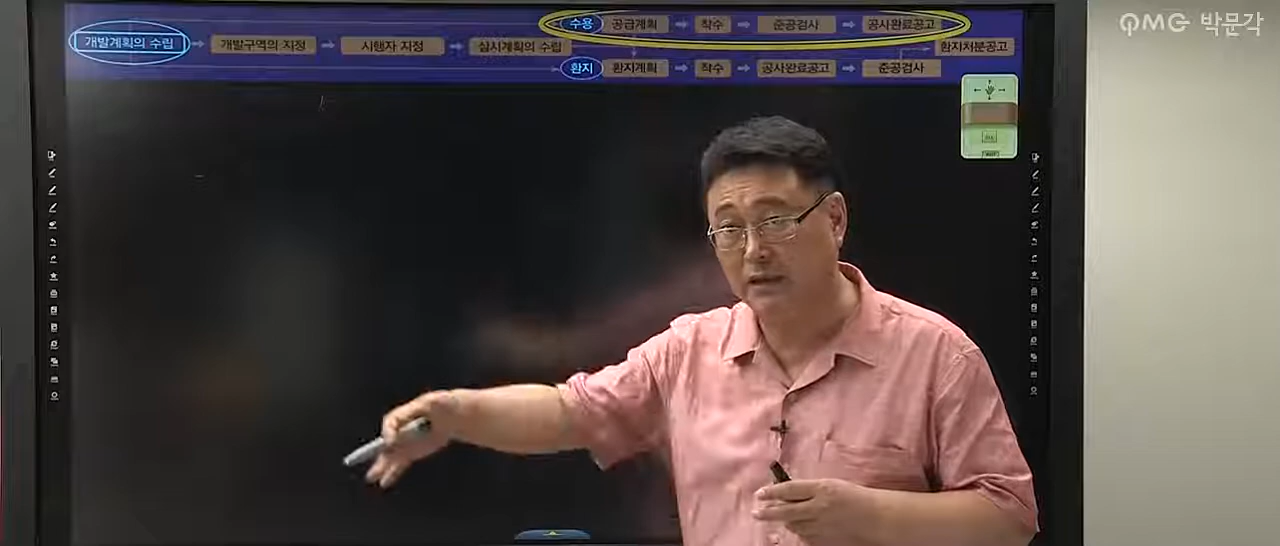 수용 공급계획 착수 준공검사 공사완료공고
개발계획의 수립 개발구역의 지정 시행자 지정 실시계획의 수립 환지처분공고
환지 환지계획 착수 공사완료공고 준공검사
QMG 박문각